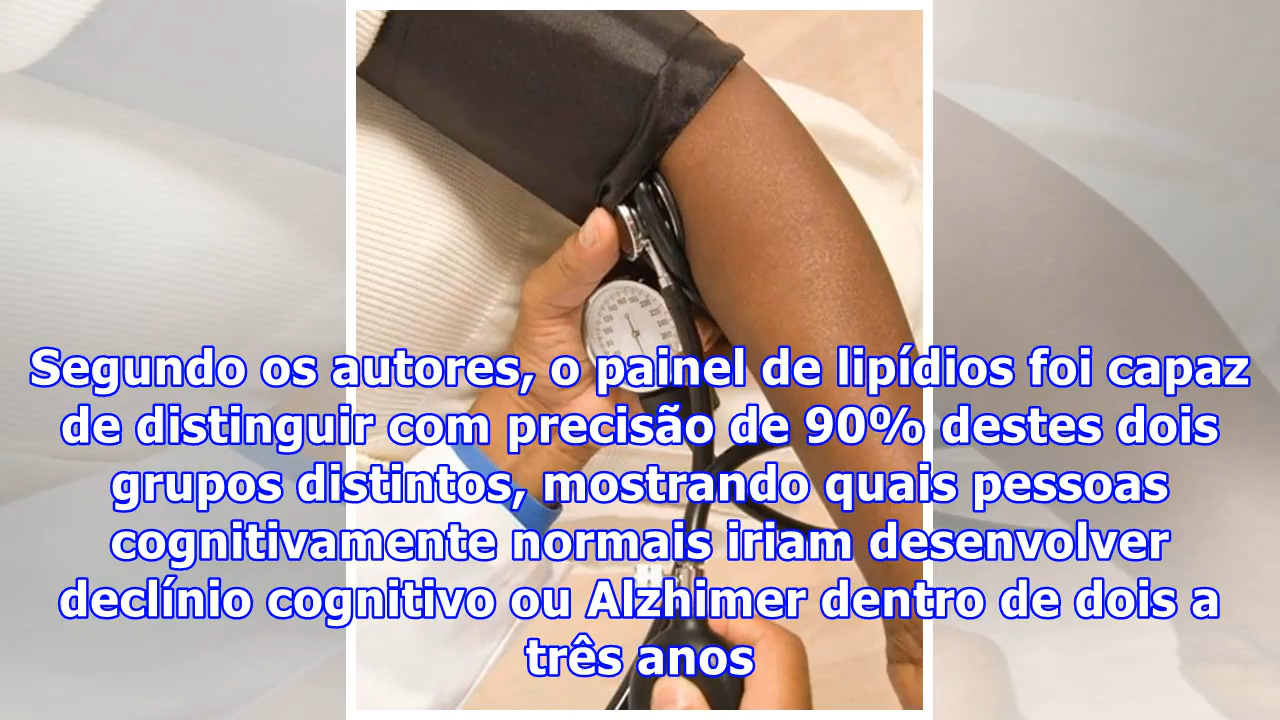 Segundo os autores, o painel de lipídios foi capaz
de distinguir com precisão de 90% destes dois
grupos distintos, mostrando quais pessoas
cognitivamente normais iriam desenvolver
declínio cognitivo ou Alzhimer dentro de dois a
três anos